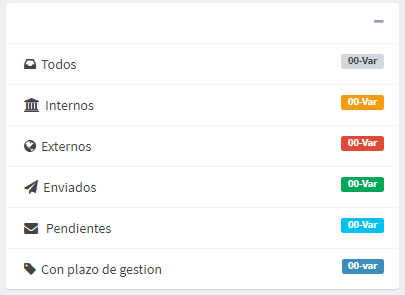 Todos 00-Var
Internos 00-Var
Externos 00-Var
Enviados 00-Var
Pendientes 00-Var
Con plazo de gestion 00-var